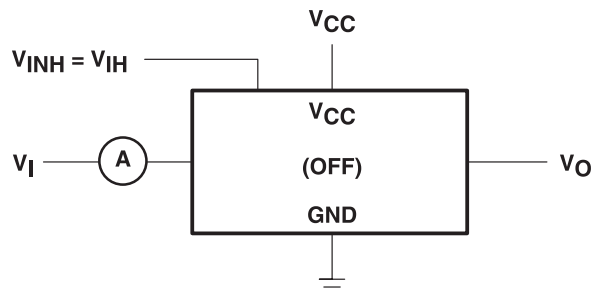 VCC
VINH = VIH
VCC
VI
A
(OFF)
VO
GND